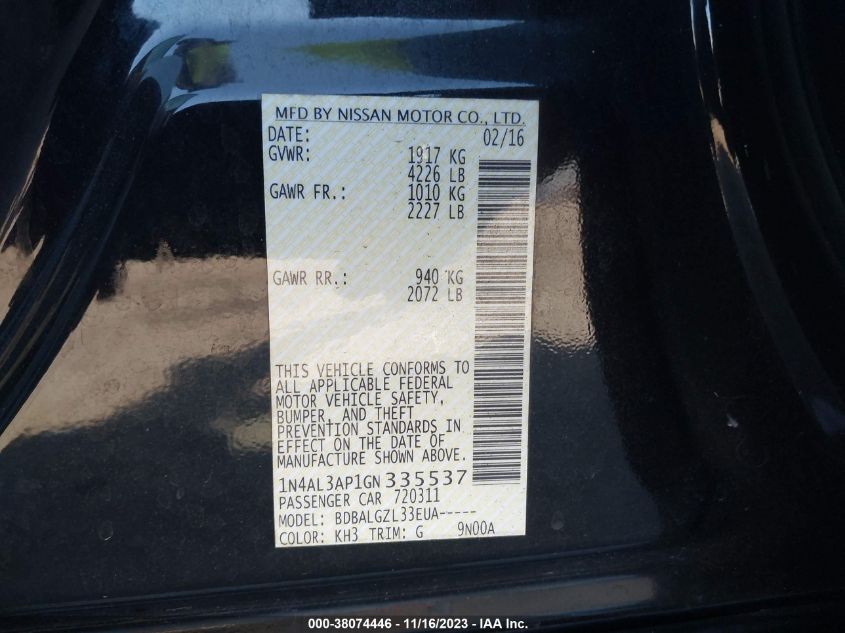 MFD BY NISSAN MOTOR CO., LTD.
DATE: 02/16
GVWR: 1917 KG
4226 LB
GAWR FR.: 1010 KG
2227 LB
GAWR RR.: 940 KG
2072 LB
THIS VEHICLE CONFORMS TO
ALL APPLICABLE FEDERAL
MOTOR VEHICLE SAFETY,
BUMPER, AND THEFT
PREVENTION STANDARDS IN
EFFECT ON THE DATE OF
MANUFACTURE SHOWN ABOVE.
1N4AL3AP1GN335537
PASSENGER CAR 720311
MODEL: BDBALGZL33EUA-----
COLOR: KH3 TRIM: G 9N00A
000-38074446 - 11/16/2023 - IAA Inc.